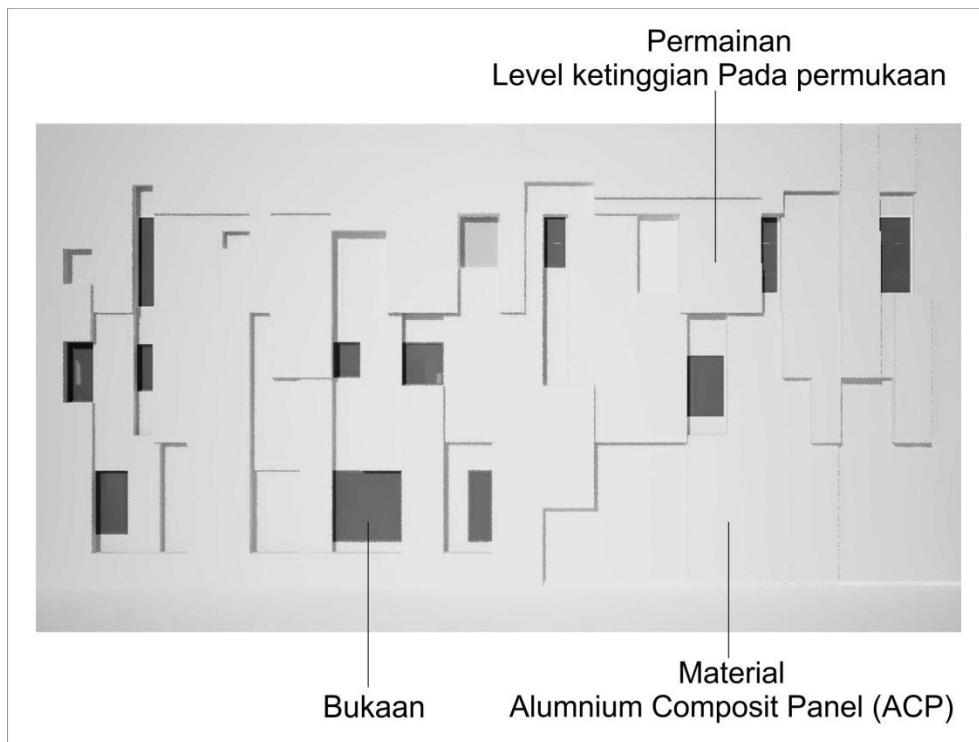 Permainan
Level ketinggian Pada permukaan
Bukaan
Material
Alumnium Composit Panel (ACP)